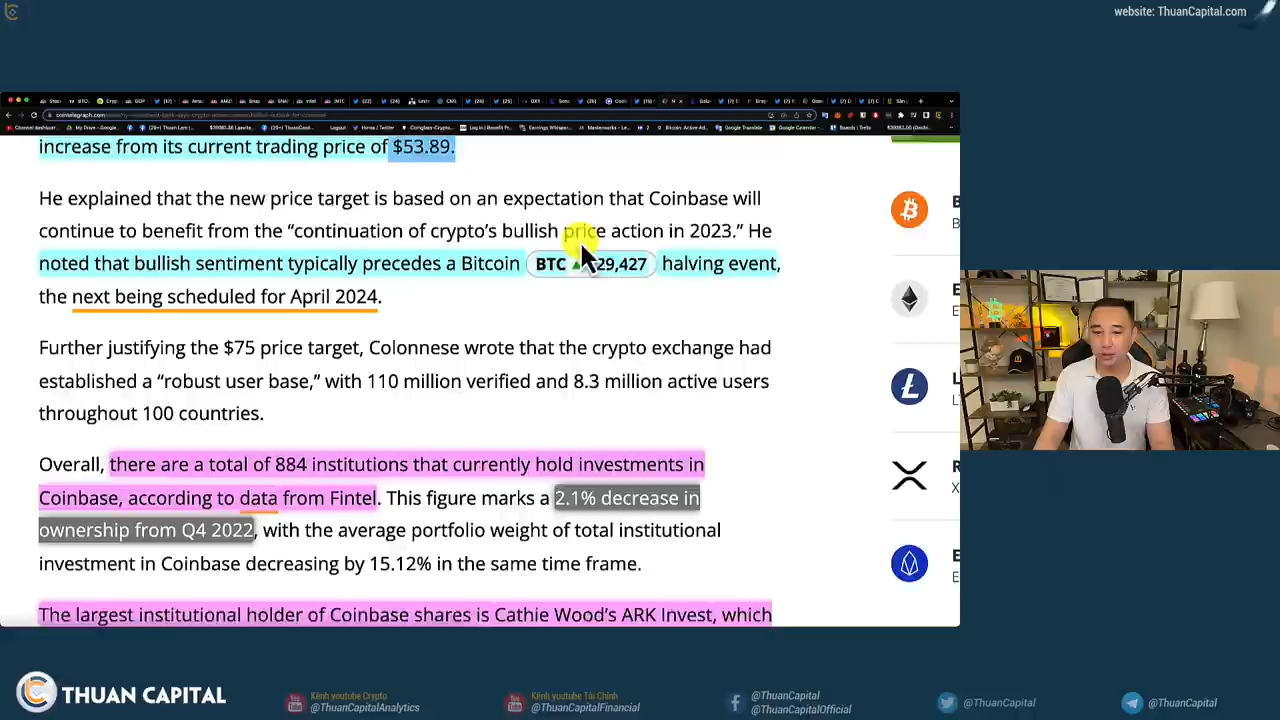 website: ThuanCapital.com
increase from its current trading price of $53.89.
He explained that the new price target is based on an expectation that Coinbase will
continue to benefit from the “continuation of crypto’s bullish price action in 2023.” He
noted that bullish sentiment typically precedes a Bitcoin BTC ▲ 29,427 halving event,
the next being scheduled for April 2024.
Further justifying the $75 price target, Colonnese wrote that the crypto exchange had
established a “robust user base,” with 110 million verified and 8.3 million active users
throughout 100 countries.
Overall, there are a total of 884 institutions that currently hold investments in
Coinbase, according to data from Fintel. This figure marks a 2.1% decrease in
ownership from Q4 2022, with the average portfolio weight of total institutional
investment in Coinbase decreasing by 15.12% in the same time frame.
The largest institutional holder of Coinbase shares is Cathie Wood’s ARK Invest, which
THUAN CAPITAL
Kênh youtube Crypto
@ThuanCapitalAnalytics
Kênh youtube Tài Chính
@ThuanCapitalFinancial
@ThuanCapital
@ThuanCapitalOfficial
@ThuanCapital
@ThuanCapital